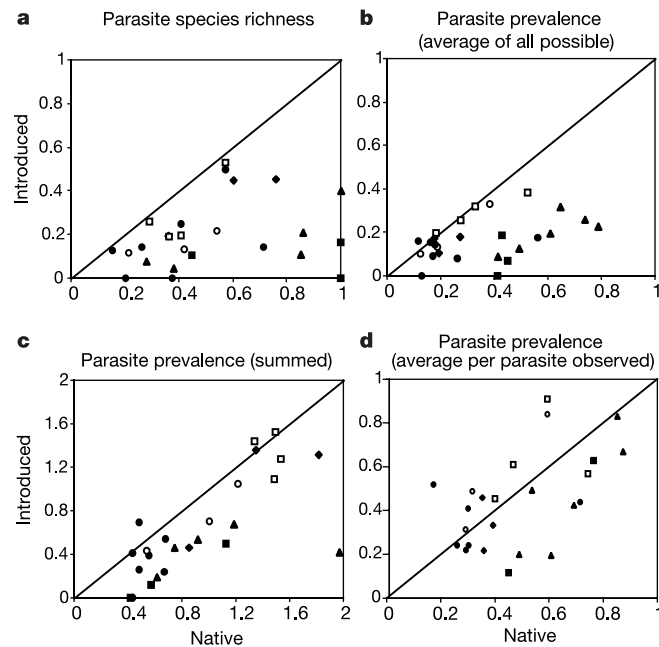 a Parasite species richness
1
0.8
0.6
0.4
0.2
0
0 0.2 0.4 0.6 0.8 1
Introduced
b Parasite prevalence
(average of all possible)
1
0.8
0.6
0.4
0.2
0
0 0.2 0.4 0.6 0.8 1
c Parasite prevalence (summed)
2
1.6
1.2
0.8
0.4
0
0 0.4 0.8 1.2 1.6 2
Introduced
Native
d Parasite prevalence
(average per parasite observed)
1
0.8
0.6
0.4
0.2
0
0 0.2 0.4 0.6 0.8 1
Native